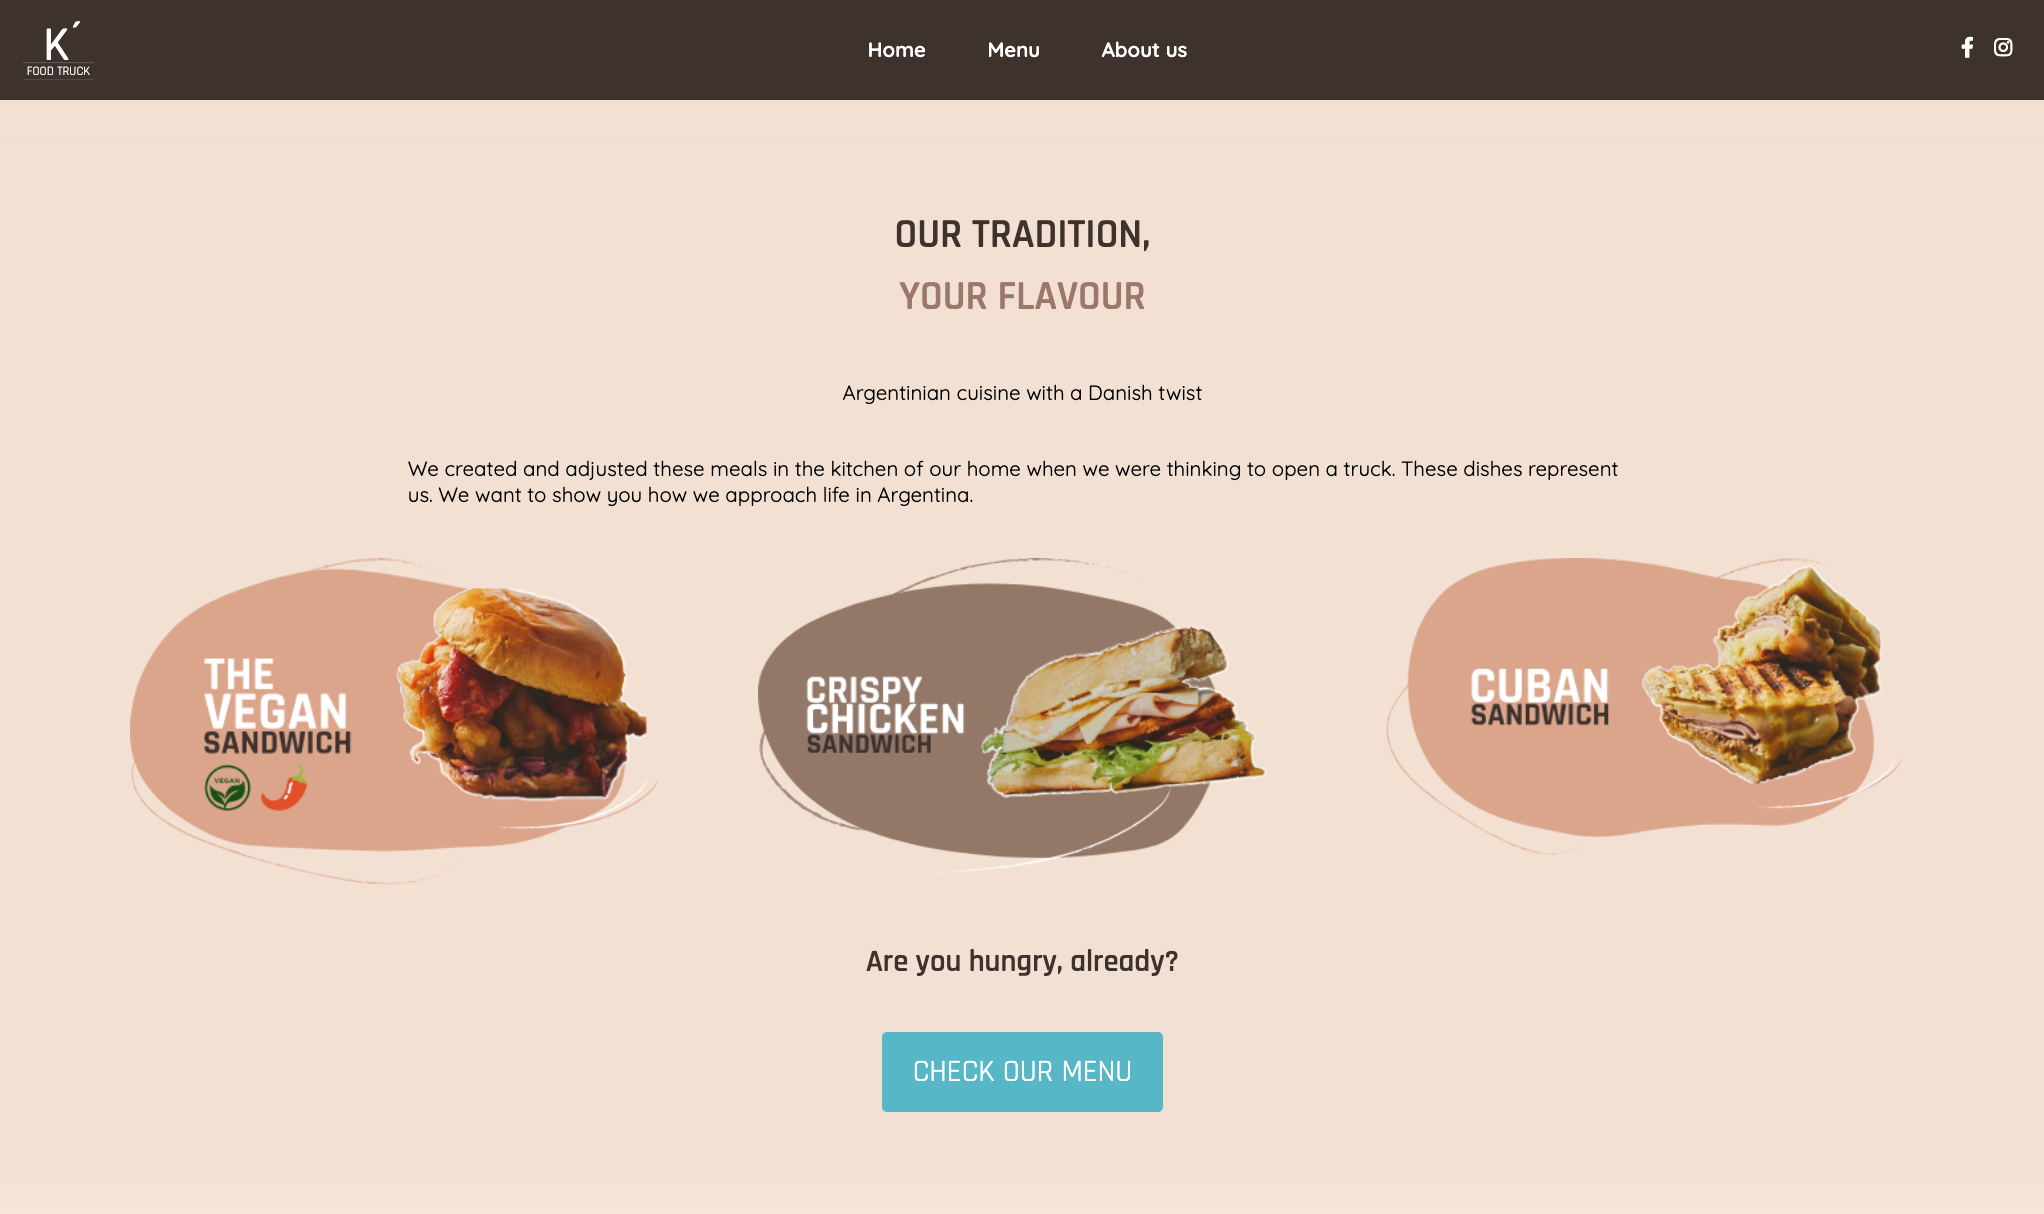 K´
FOOD TRUCK
Home Menu About us
OUR TRADITION,
YOUR FLAVOUR
Argentinian cuisine with a Danish twist
We created and adjusted these meals in the kitchen of our home when we were thinking to open a truck. These dishes represent
us. We want to show you how we approach life in Argentina.
THE
VEGAN
SANDWICH
VEGAN
CRISPY
CHICKEN
SANDWICH
CUBAN
SANDWICH
Are you hungry, already?
CHECK OUR MENU